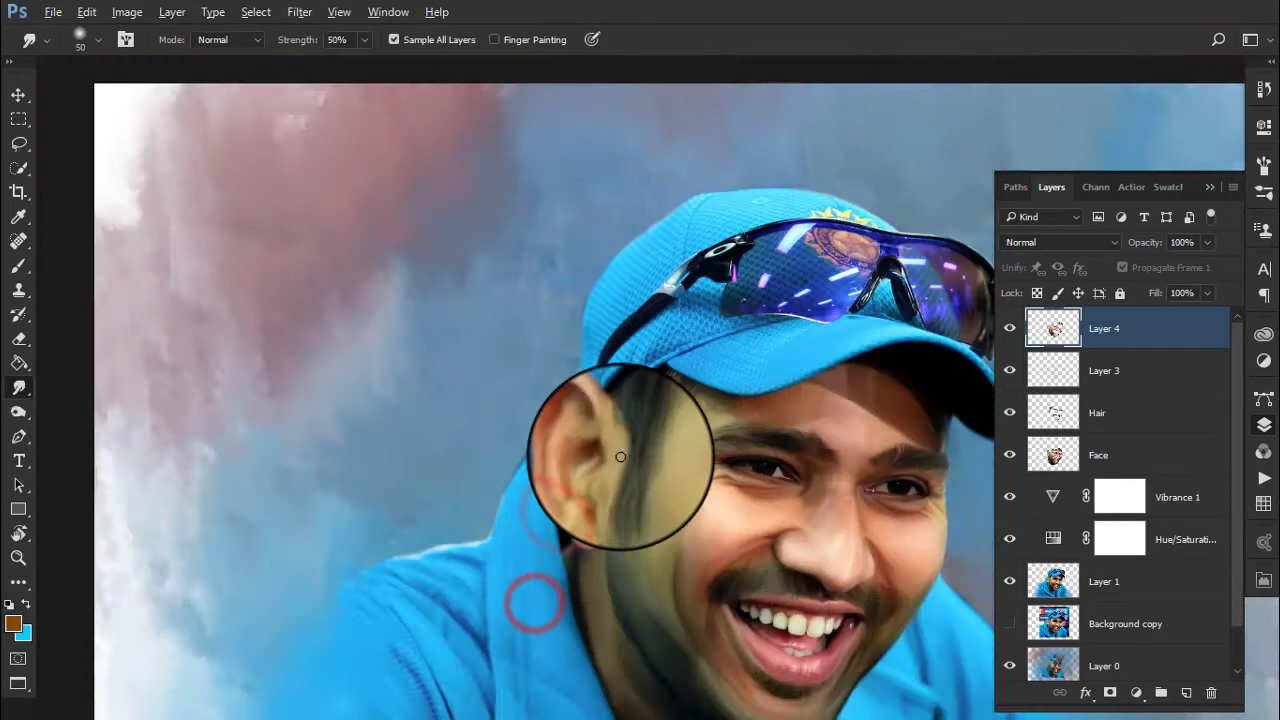 Ps File Edit Image Layer Type Select Filter View Window Help
50 Mode: Normal Strength: 50% Sample All Layers Finger Painting
Paths Layers Chann Actior Swatcl
Kind
Normal Opacity: 100%
Unify: Propagate Frame 1
Lock: Fill: 100%
Layer 4
Layer 3
Hair
Face
Vibrance 1
Hue/Saturati...
Layer 1
Background copy
Layer 0
fx